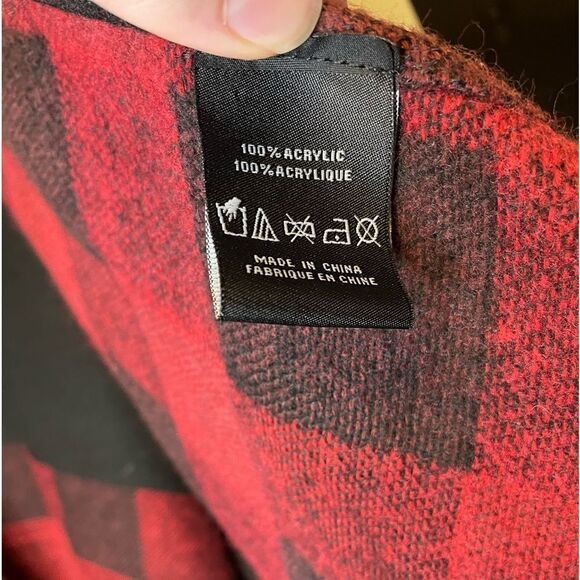 100% ACRYLIC
100% ACRYLIQUE
MADE IN CHINA
FABRIQUE EN CHINE